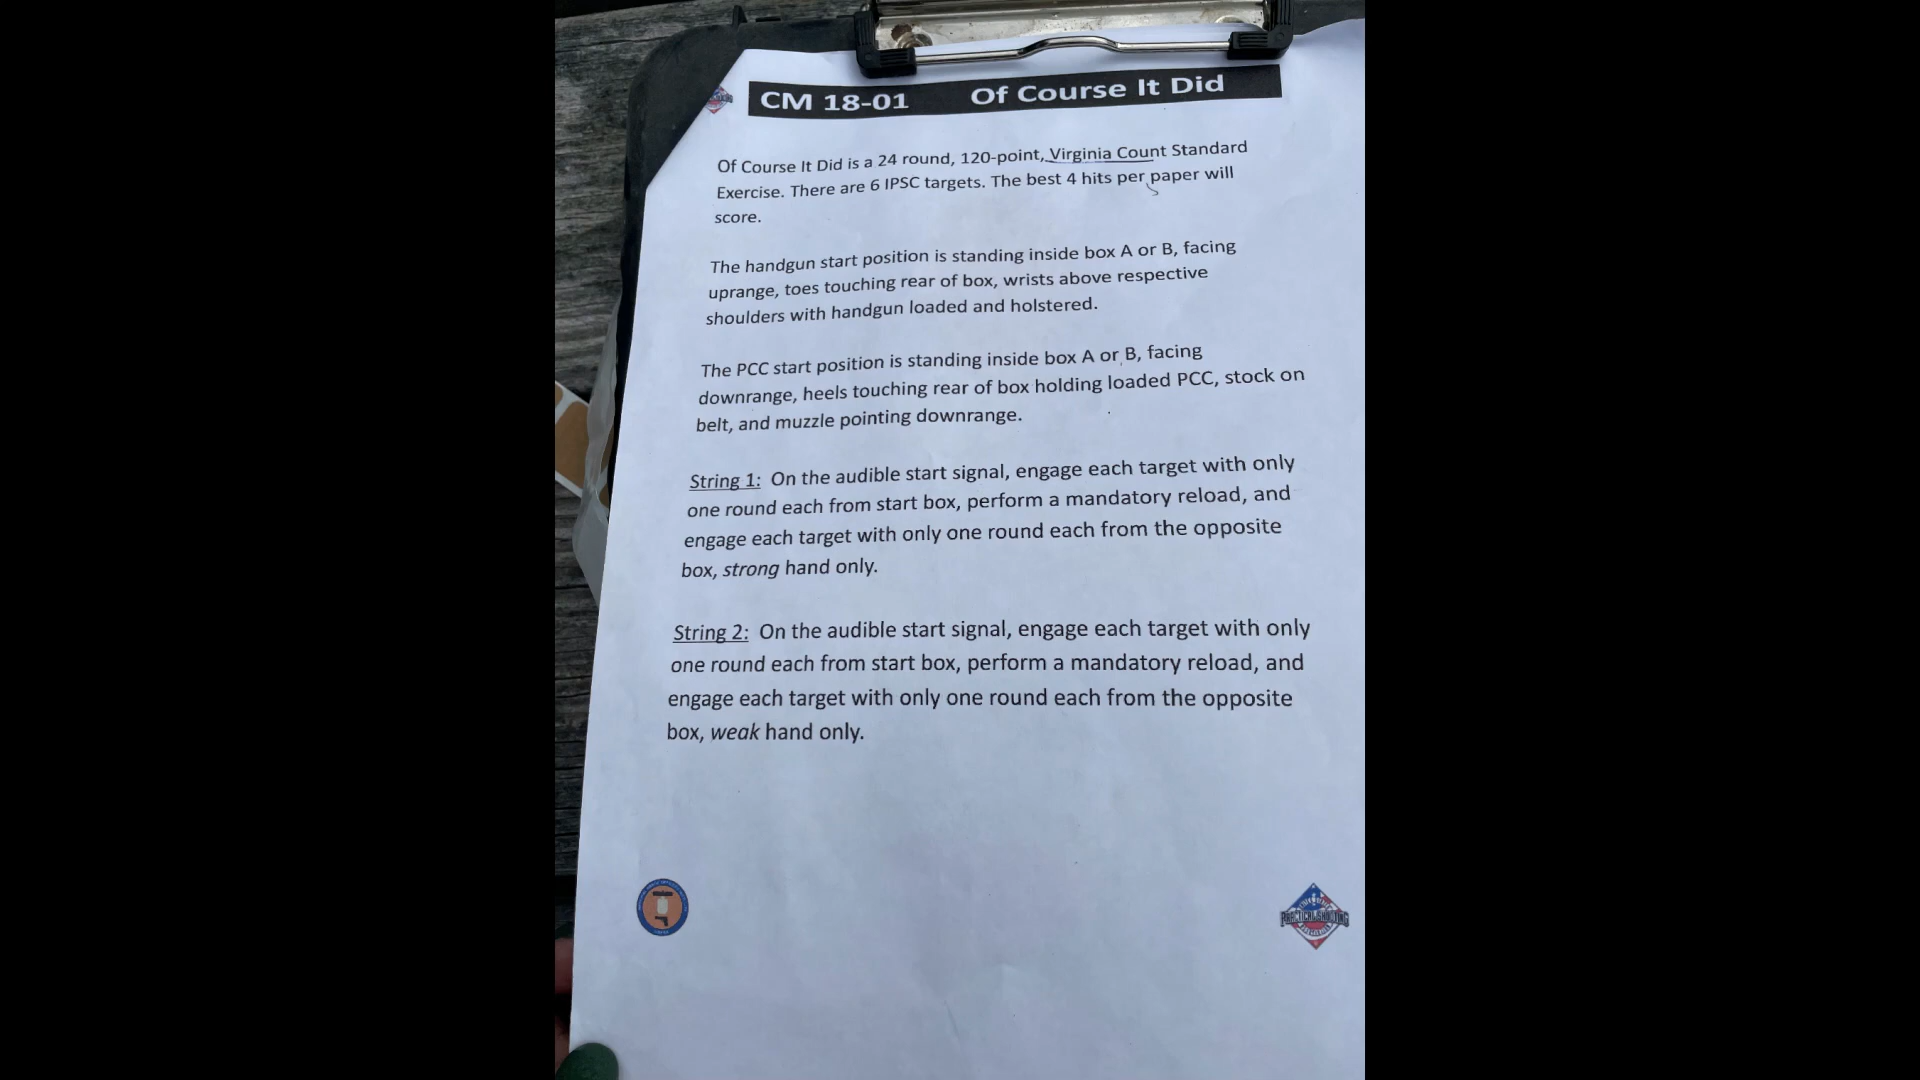 CM 18-01 Of Course It Did
Of Course It Did is a 24 round, 120-point, Virginia Count Standard
Exercise. There are 6 IPSC targets. The best 4 hits per paper will
score.
The handgun start position is standing inside box A or B, facing
uprange, toes touching rear of box, wrists above respective
shoulders with handgun loaded and holstered.
The PCC start position is standing inside box A or B, facing
downrange, heels touching rear of box holding loaded PCC, stock on
belt, and muzzle pointing downrange.
String 1: On the audible start signal, engage each target with only
one round each from start box, perform a mandatory reload, and
engage each target with only one round each from the opposite
box, strong hand only.
String 2: On the audible start signal, engage each target with only
one round each from start box, perform a mandatory reload, and
engage each target with only one round each from the opposite
box, weak hand only.
PRACTICAL SHOOTING